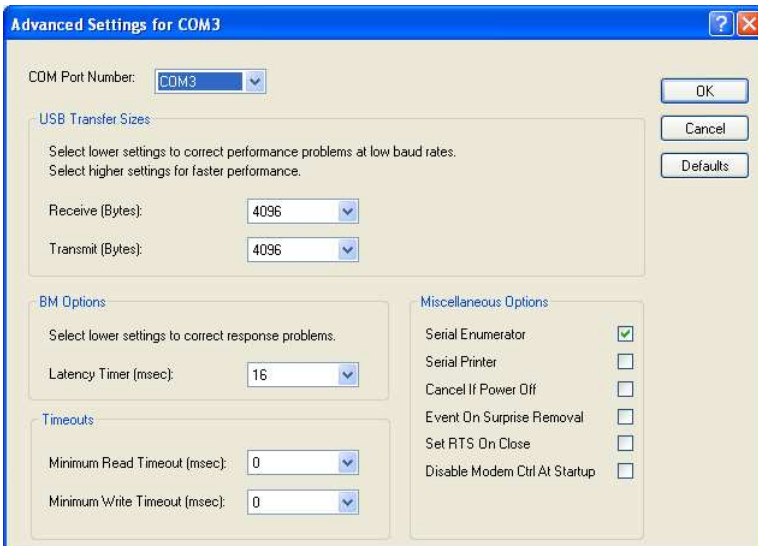 Advanced Settings for COM3
COM Port Number: COM3
OK
Cancel
Defaults
USB Transfer Sizes
Select lower settings to correct performance problems at low baud rates.
Select higher settings for faster performance.
Receive (Bytes): 4096
Transmit (Bytes): 4096
BM Options
Select lower settings to correct response problems.
Latency Timer (msec): 16
Timeouts
Minimum Read Timeout (msec): 0
Minimum Write Timeout (msec): 0
Miscellaneous Options
Serial Enumerator
Serial Printer
Cancel If Power Off
Event On Surprise Removal
Set RTS On Close
Disable Modem Ctrl At Startup